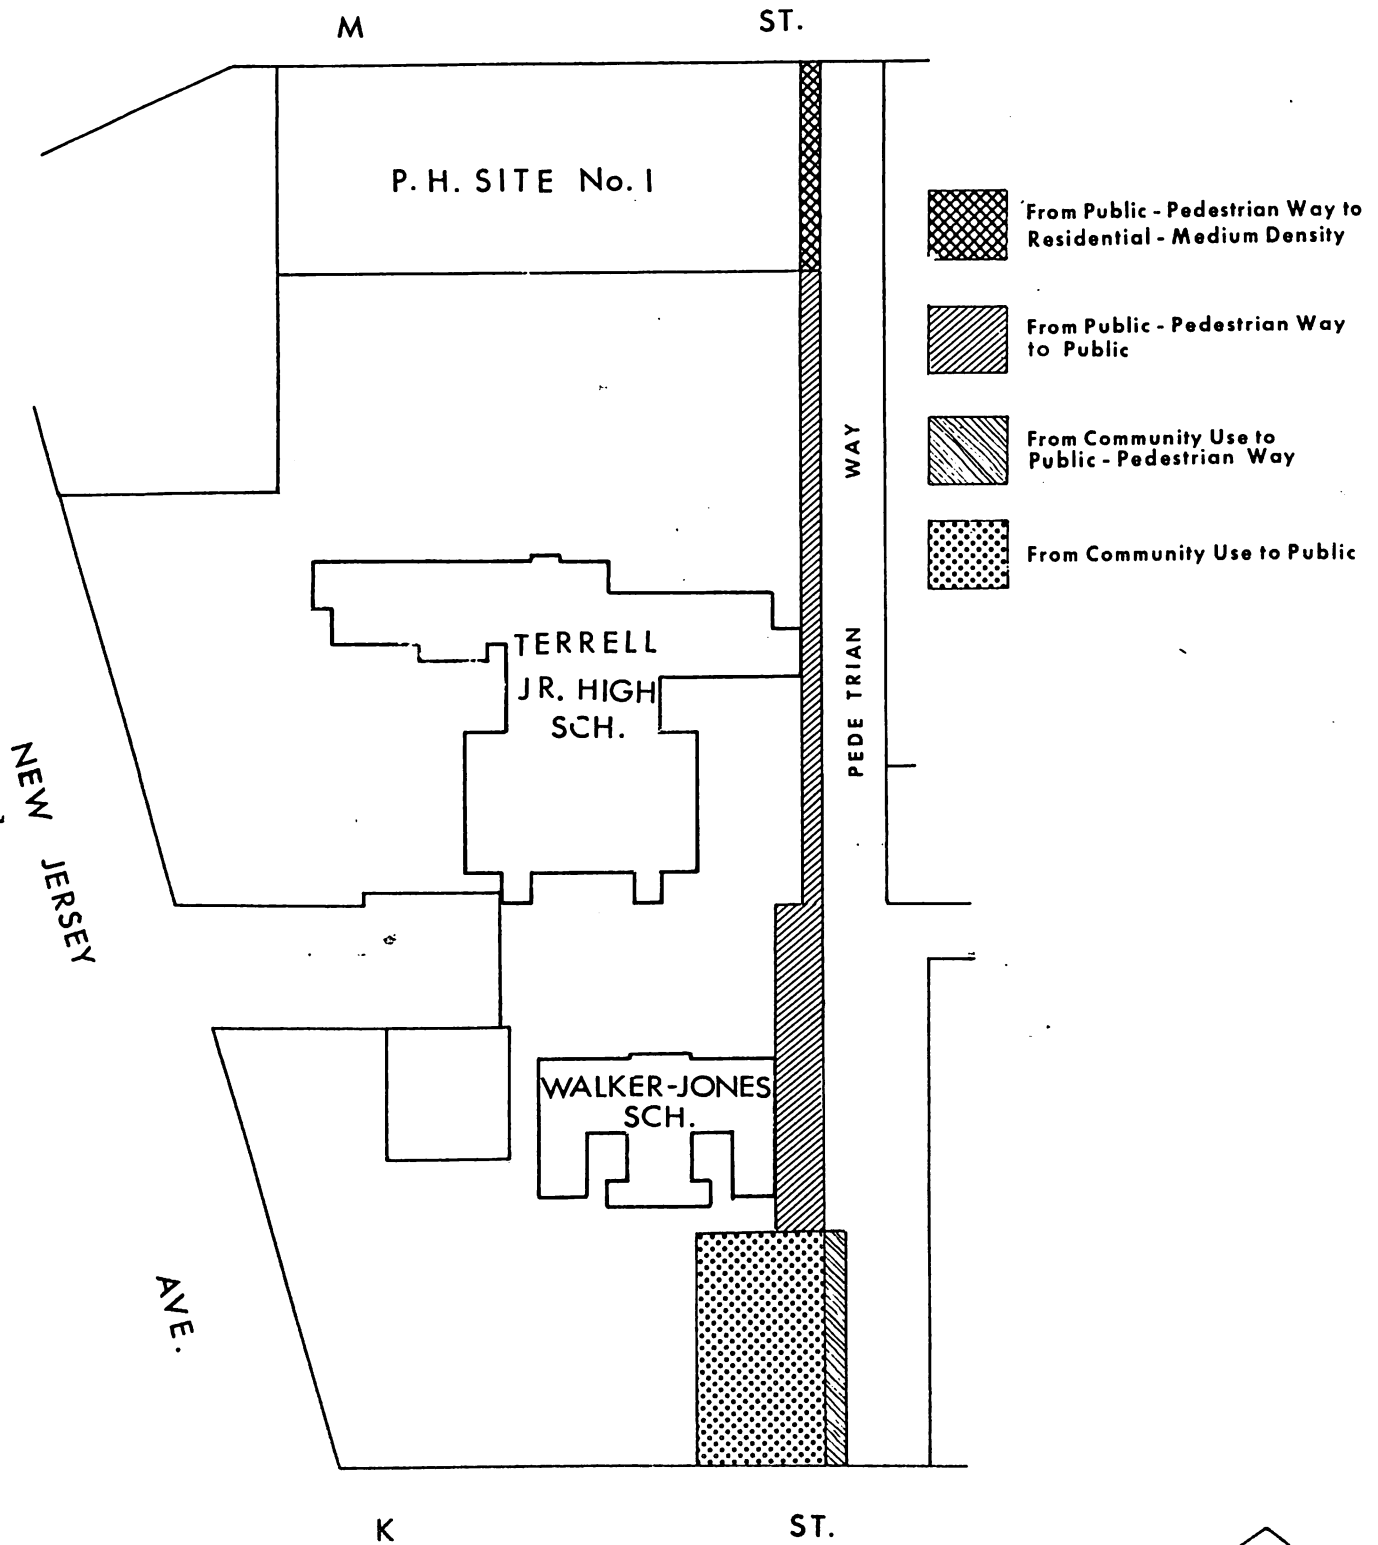 M ST.
P. H. SITE No. 1
From Public - Pedestrian Way to
Residential - Medium Density
From Public - Pedestrian Way
to Public
From Community Use to
Public - Pedestrian Way
From Community Use to Public
PEDE TRIAN WAY
TERRELL
JR. HIGH
SCH.
NEW JERSEY AVE.
WALKER-JONES
SCH.
K ST.